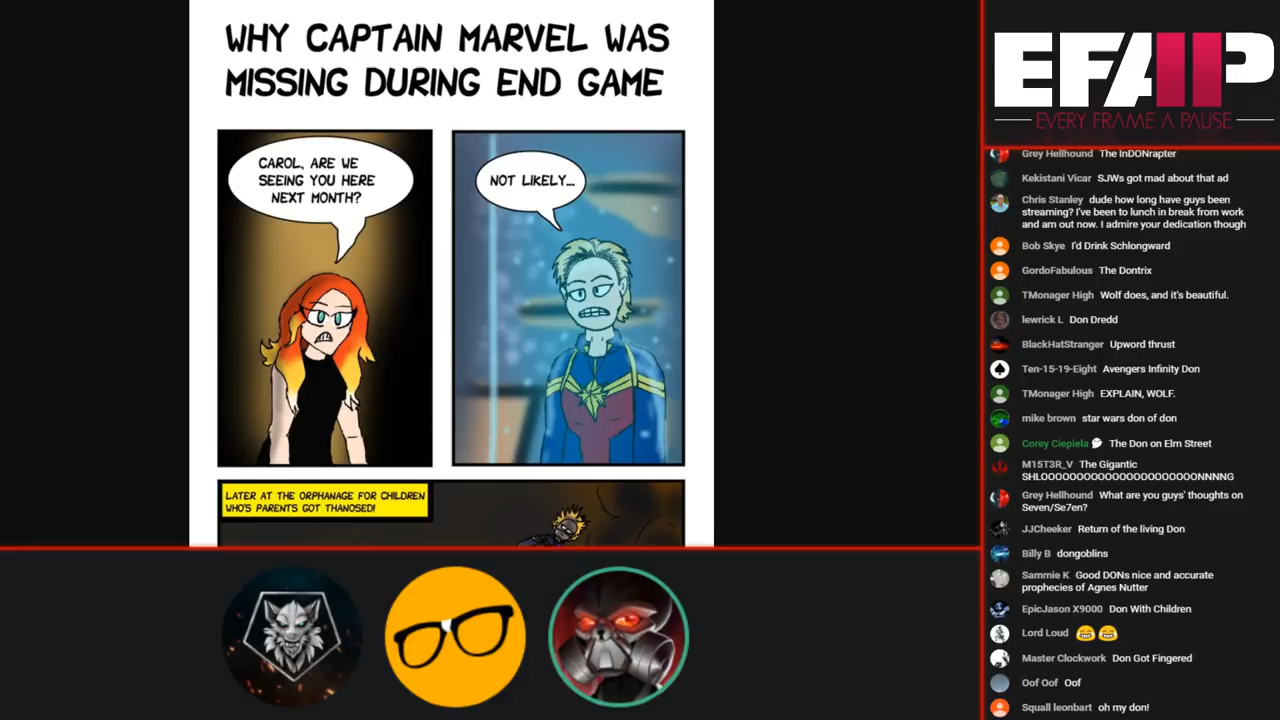 WHY CAPTAIN MARVEL WAS
MISSING DURING END GAME
CAROL, ARE WE
SEEING YOU HERE
NEXT MONTH?
NOT LIKELY...
LATER AT THE ORPHANAGE FOR CHILDREN
WHO'S PARENTS GOT THANOSED!
EFAP
EVERY FRAME A PAUSE
Grey Hellhound The InDONrapter
Kekistani Vicar SJWs got mad about that ad
Chris Stanley dude how long have guys been
streaming? I've been to lunch in break from work
and am out now. I admire your dedication though
Bob Skye I'd Drink Schlongward
GordoFabulous The Dontrix
TMonager High Wolf does, and it's beautiful.
lewrick L Don Dredd
BlackHatStranger Upword thrust
Ten-15-19-Eight Avengers Infinity Don
TMonager High EXPLAIN, WOLF.
mike brown star wars don of don
Corey Ciepiela The Don on Elm Street
M15T3R_V The Gigantic
SHLOOOOOOOOOOOOOOOOOOOOOONNNNG
Grey Hellhound What are you guys' thoughts on
Seven/Se7en?
JJCheeker Return of the living Don
Billy B dongoblins
Sammie K Good DONs nice and accurate
prophecies of Agnes Nutter
EpicJason X9000 Don With Children
Lord Loud
Master Clockwork Don Got Fingered
Oof Oof Oof
Squall leonbart oh my don!